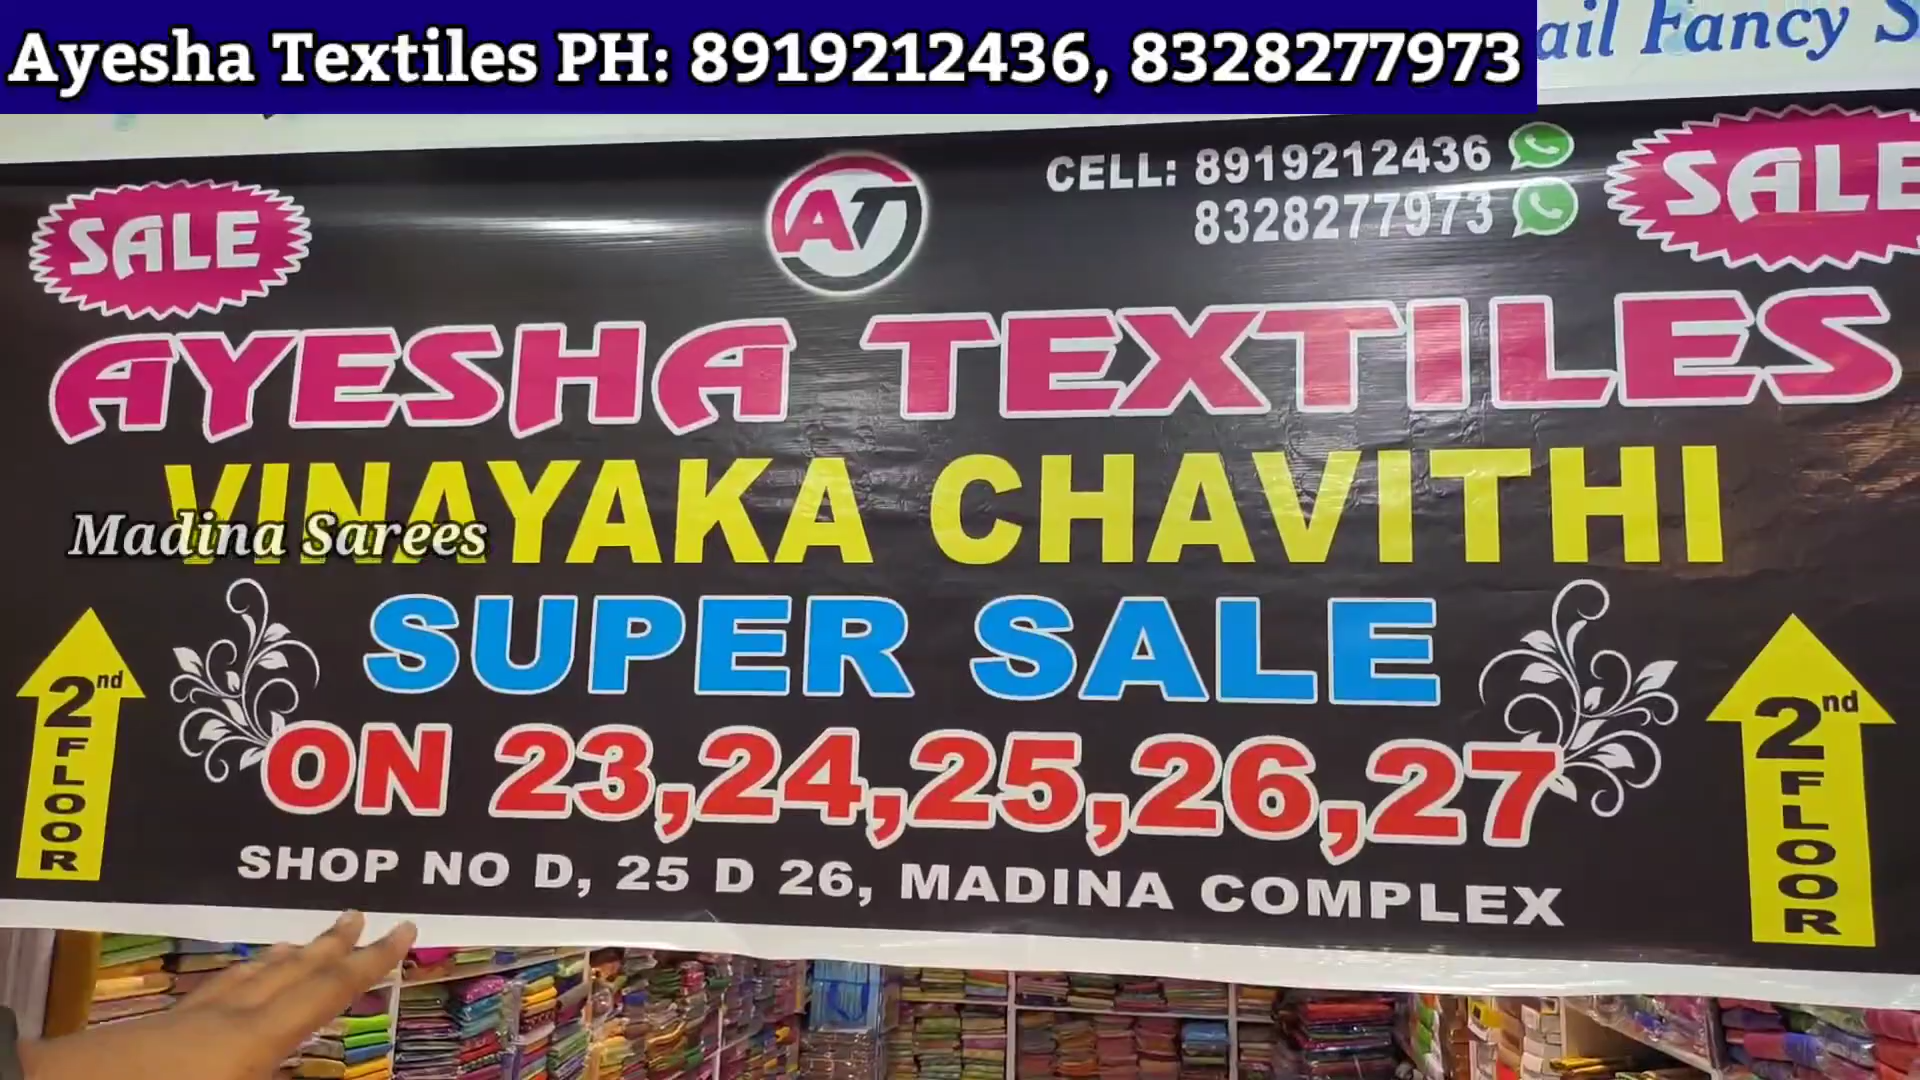 Ayesha Textiles PH: 8919212436, 8328277973
ail Fancy S
SALE
AT
CELL: 8919212436
8328277973
SALE
AYESHA TEXTILES
VINAYAKA CHAVITHI
Madina Sarees
SUPER SALE
2nd FLOOR
ON 23,24,25,26,27
2nd FLOOR
SHOP NO D, 25 D 26, MADINA COMPLEX